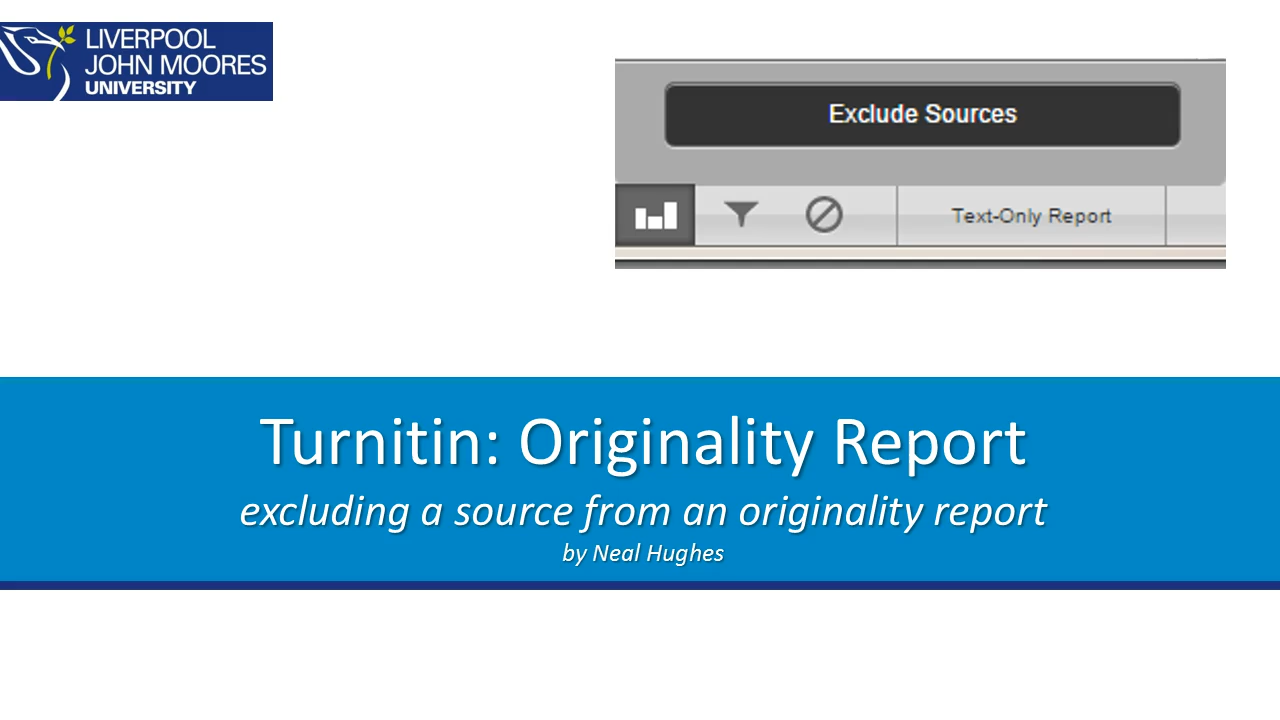 LIVERPOOL
JOHN MOORES
UNIVERSITY
Exclude Sources
Text-Only Report
Turnitin: Originality Report
excluding a source from an originality report
by Neal Hughes